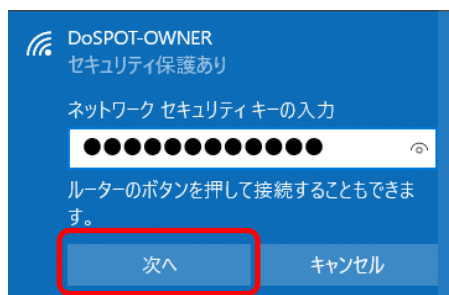 DoSPOT-OWNER
セキュリティ保護あり
ネットワーク セキュリティ キーの入力
●●●●●●●●●●●●●
ルーターのボタンを押して接続することもできま
す。
次へ
キャンセル